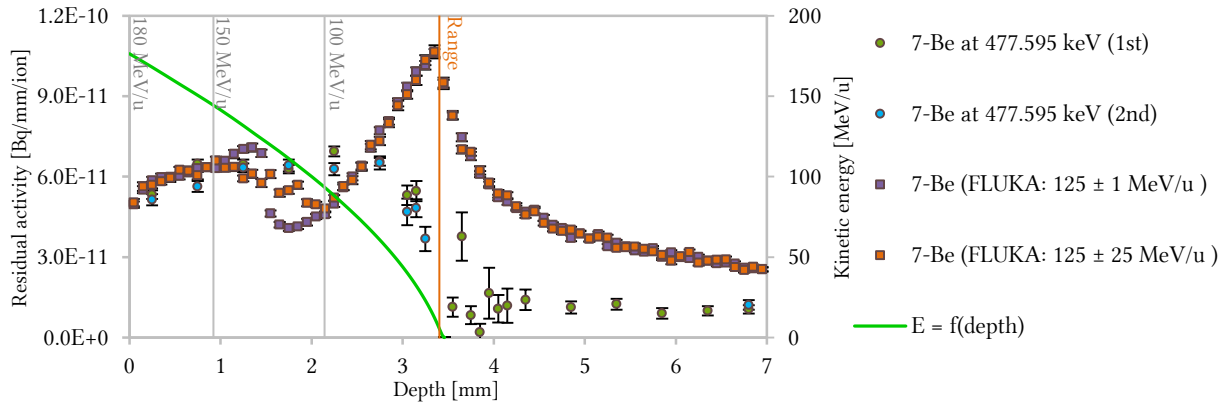 1.2E-10
9.0E-11
6.0E-11
3.0E-11
0.0E+0
Residual activity [Bq/mm/ion]
180 MeV/u
150 MeV/u
100 MeV/u
Range
200
150
100
50
0
Kinetic energy [MeV/u]
0 1 2 3 4 5 6 7
Depth [mm]
7-Be at 477.595 keV (1st)
7-Be at 477.595 keV (2nd)
7-Be (FLUKA: 125 ± 1 MeV/u )
7-Be (FLUKA: 125 ± 25 MeV/u )
E = f(depth)